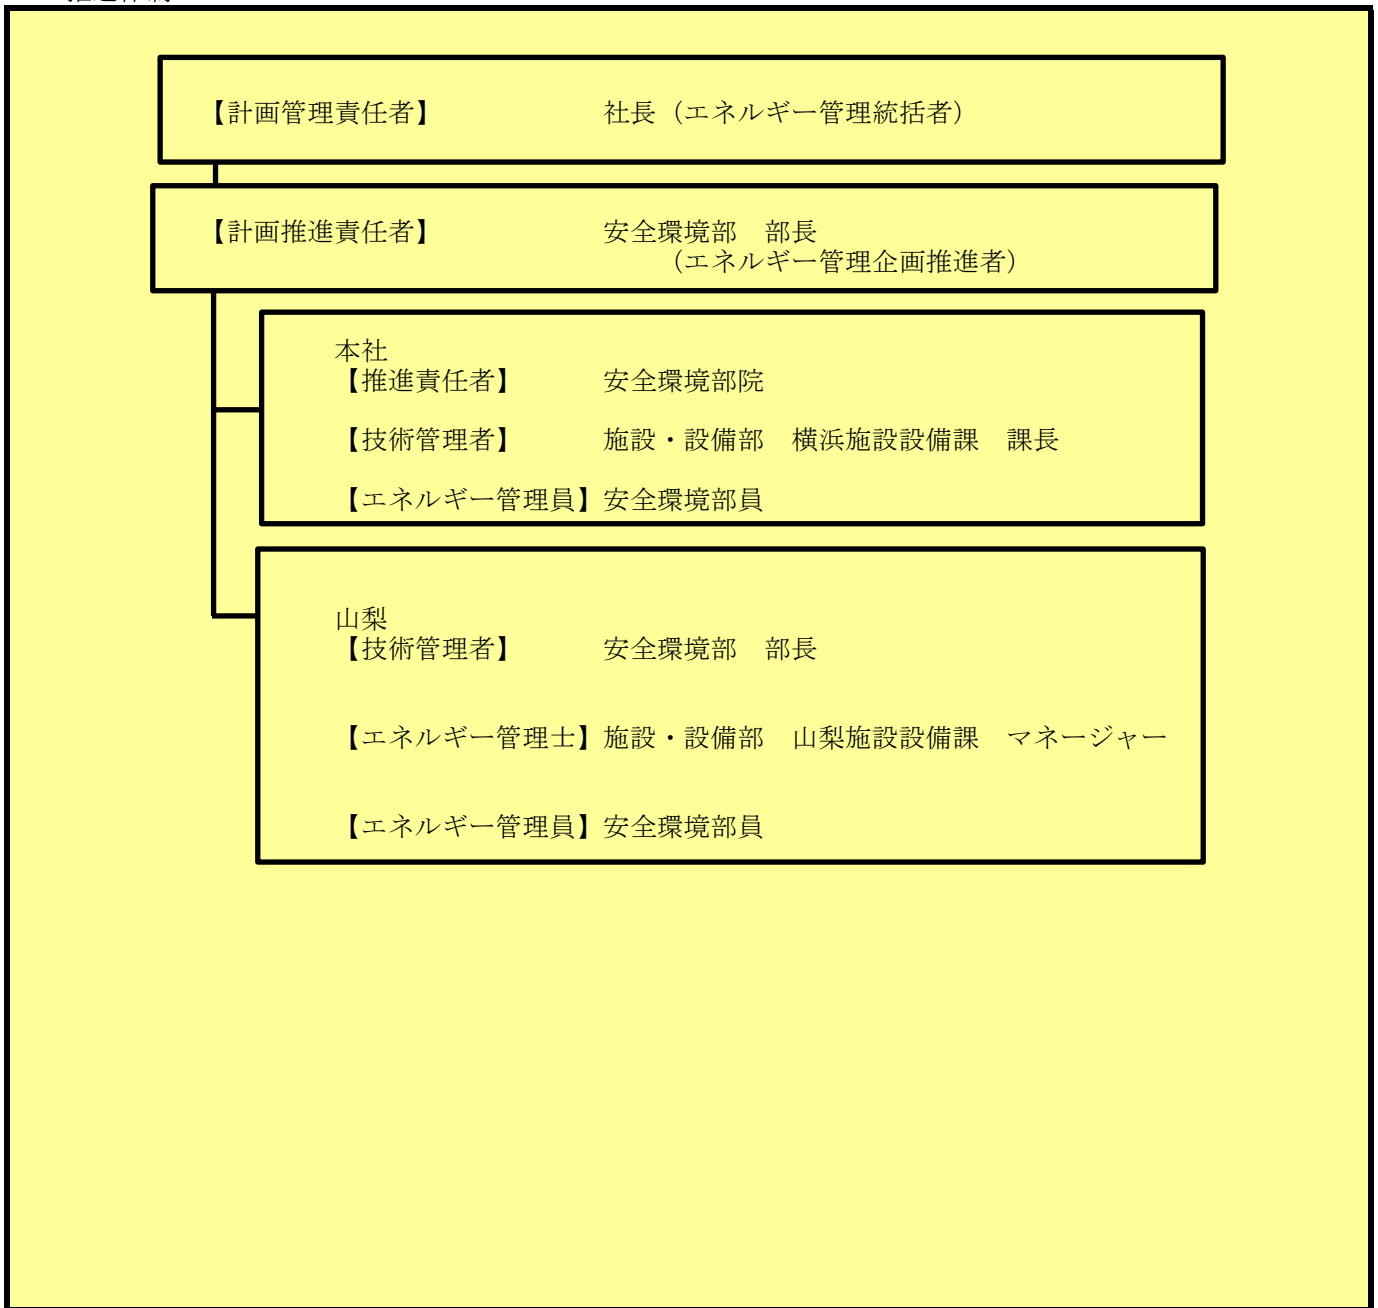 【計画管理責任者】 社長（エネルギー管理統括者）
【計画推進責任者】 安全環境部 部長
（エネルギー管理企画推進者）
本社
【推進責任者】 安全環境部院
【技術管理者】 施設・設備部 横浜施設設備課 課長
【エネルギー管理員】安全環境部員
山梨
【技術管理者】 安全環境部 部長
【エネルギー管理士】施設・設備部 山梨施設設備課 マネージャー
【エネルギー管理員】安全環境部員